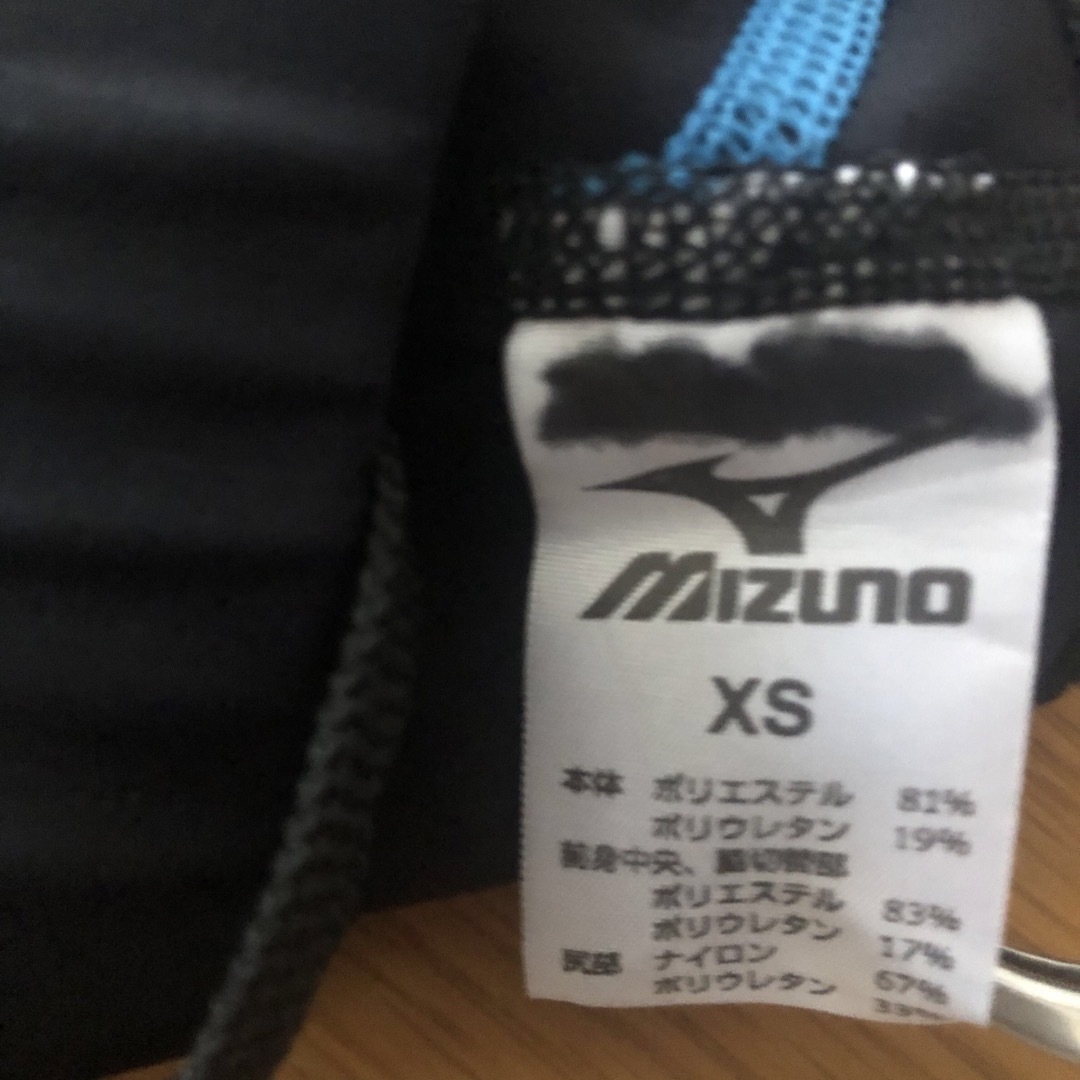 MIZUNO
XS
本体 ポリエステル 81%
ポリウレタン 19%
前身中央、脇切替部
ポリエステル 83%
ポリウレタン 17%
尻部 ナイロン 67%
ポリウレタン 33%